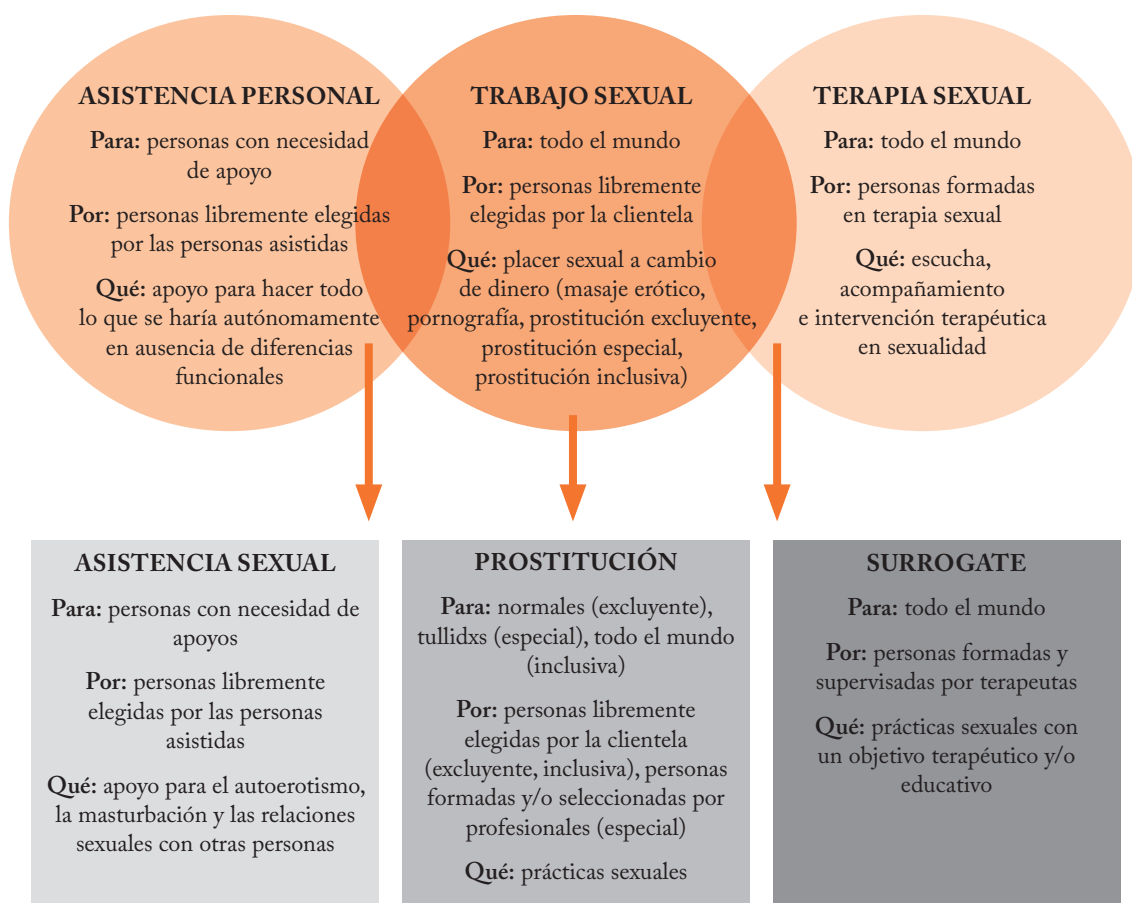 ASISTENCIA PERSONAL
Para: personas con necesidad
de apoyo
Por: personas libremente elegidas
por las personas asistidas
Qué: apoyo para hacer todo
lo que se haría autónomamente
en ausencia de diferencias
funcionales
TRABAJO SEXUAL
Para: todo el mundo
Por: personas libremente
elegidas por la clientela
Qué: placer sexual a cambio
de dinero (masaje erótico,
pornografía, prostitución excluyente,
prostitución especial,
prostitución inclusiva)
TERAPIA SEXUAL
Para: todo el mundo
Por: personas formadas
en terapia sexual
Qué: escucha,
acompañamiento
e intervención terapéutica
en sexualidad
ASISTENCIA SEXUAL
Para: personas con necesidad de
apoyos
Por: personas libremente
elegidas por las personas
asistidas
Qué: apoyo para el autoerotismo,
la masturbación y las relaciones
sexuales con otras personas
PROSTITUCIÓN
Para: normales (excluyente),
tullidxs (especial), todo el mundo
(inclusiva)
Por: personas libremente
elegidas por la clientela
(excluyente, inclusiva), personas
formadas y/o seleccionadas por
profesionales (especial)
Qué: prácticas sexuales
SURROGATE
Para: todo el mundo
Por: personas formadas y
supervisadas por terapeutas
Qué: prácticas sexuales con
un objetivo terapéutico y/o
educativo